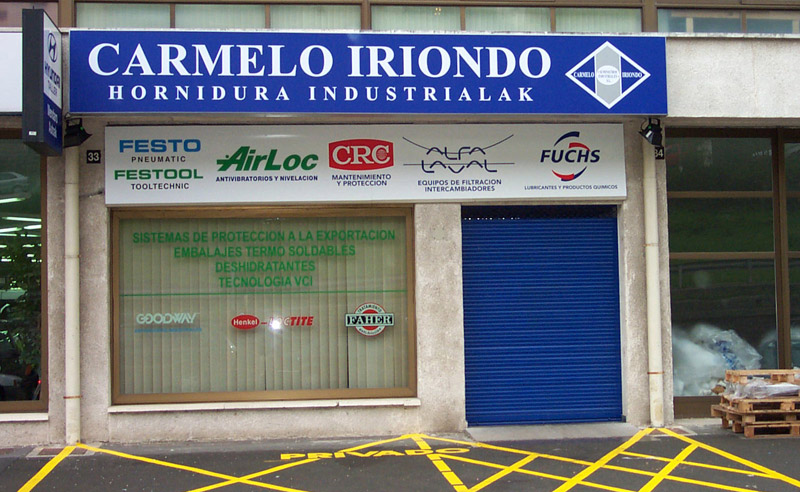 CARMELO IRIONDO
HORNIDURA INDUSTRIALAK
CARMELO IRIONDO
HYUNDAI
33
34
FESTO
PNEUMATIC
FESTOOL
TOOLTECHNIC
AirLoc
ANTIVIBRATORIOS Y NIVELACION
CRC
MANTENIMIENTO
Y PROTECCION
ALFA
LAVAL
EQUIPOS DE FILTRACION
INTERCAMBIADORES
FUCHS
LUBRICANTES Y PRODUCTOS QUIMICOS
SISTEMAS DE PROTECCION A LA EXPORTACION
EMBALAJES TERMO SOLDABLES
DESHIDRATANTES
TECNOLOGIA VCI
GOODWAY
Henkel
LOCTITE
FAHER
PRIVADO